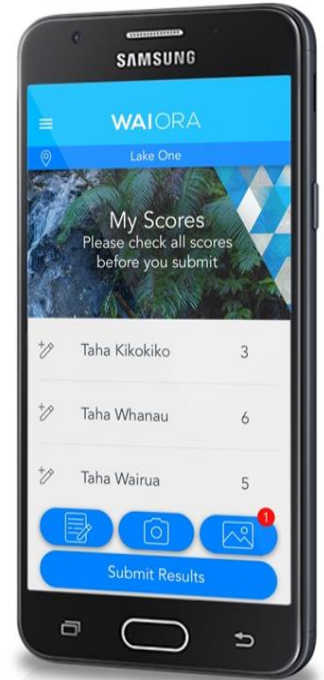 SAMSUNG
WAIORA
Lake One
My Scores
Please check all scores
before you submit
Taha Kikokiko 3
Taha Whanau 6
Taha Wairua 5
1
Submit Results